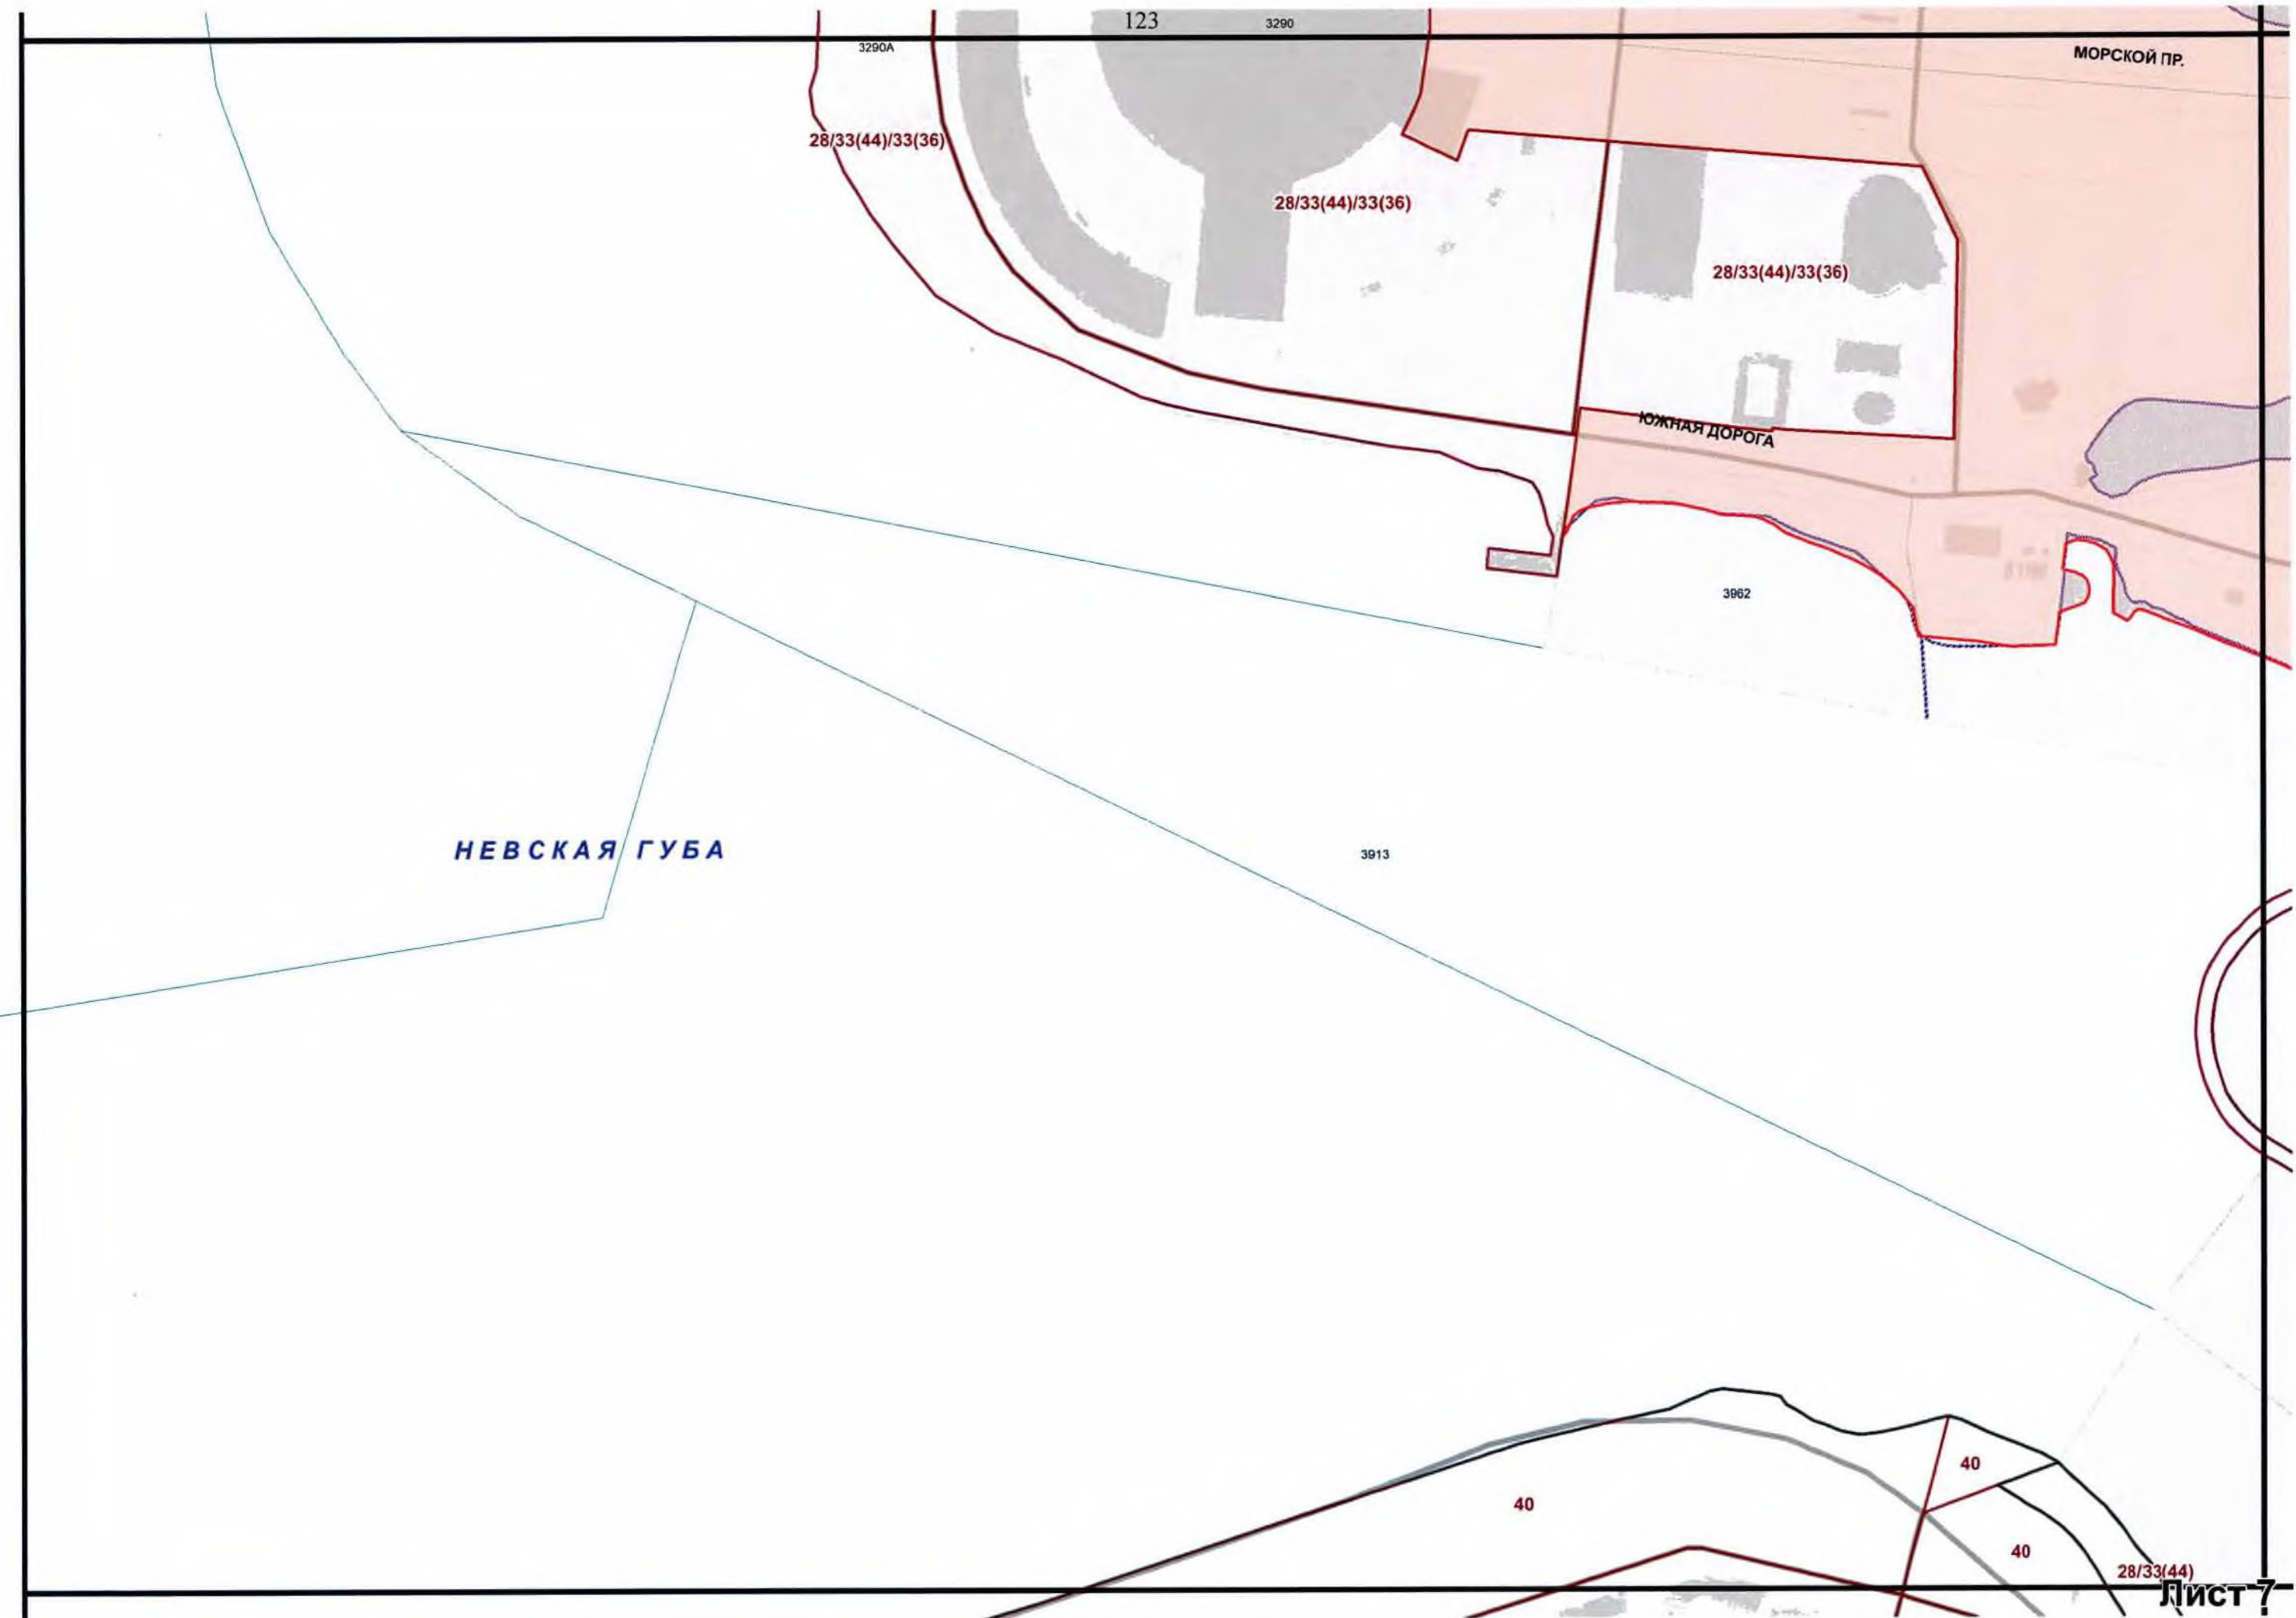 123
3290
3290А
МОРСКОЙ ПР.
28/33(44)/33(36)
28/33(44)/33(36)
28/33(44)/33(36)
ЮЖНАЯ ДОРОГА
3962
НЕВСКАЯ ГУБА
3913
40
40
40
28/33(44)
Лист 7